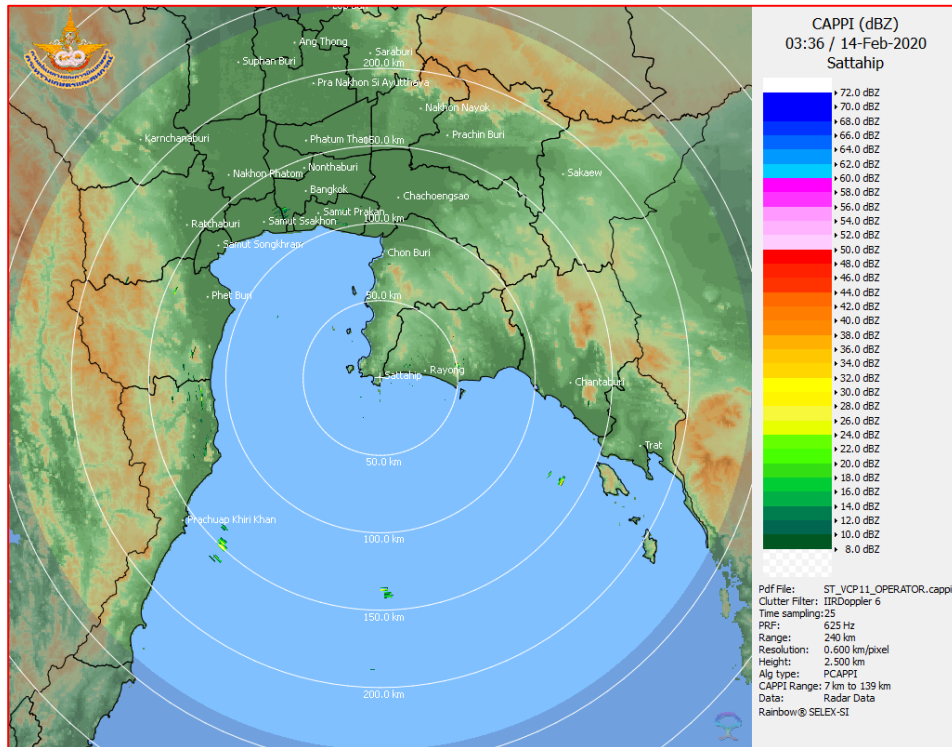 Ang Thong
Suphan Buri
Saraburi
200.0 km
Pra Nakhon Si Ayutthaya
Nakhon Nayok
Karnchanaburi
Prachin Buri
Phatum Than
50.0 km
Nonthaburi
Nakhon Phatom
Sakaew
Bangkok
Chachoengsao
Samut Prakan
Ratchaburi
Samut Ssakhon
100.0 km
Samut Songkhram
Chon Buri
Phet Buri
50.0 km
Sattahip
Rayong
Chantaburi
Trat
50.0 km
Prachuap Khiri Khan
100.0 km
150.0 km
200.0 km
CAPPI (dBZ)
03:36 / 14-Feb-2020
Sattahip
72.0 dBZ
70.0 dBZ
68.0 dBZ
66.0 dBZ
64.0 dBZ
62.0 dBZ
60.0 dBZ
58.0 dBZ
56.0 dBZ
54.0 dBZ
52.0 dBZ
50.0 dBZ
48.0 dBZ
46.0 dBZ
44.0 dBZ
42.0 dBZ
40.0 dBZ
38.0 dBZ
36.0 dBZ
34.0 dBZ
32.0 dBZ
30.0 dBZ
28.0 dBZ
26.0 dBZ
24.0 dBZ
22.0 dBZ
20.0 dBZ
18.0 dBZ
16.0 dBZ
14.0 dBZ
12.0 dBZ
10.0 dBZ
8.0 dBZ
Pdf File: ST_VCP11_OPERATOR.cappi
Clutter Filter: IIRDoppler 6
Time sampling:25
PRF: 625 Hz
Range: 240 km
Resolution: 0.600 km/pixel
Height: 2.500 km
Alg type: PCAPPI
CAPPI Range: 7 km to 139 km
Data: Radar Data
Rainbow® SELEX-SI